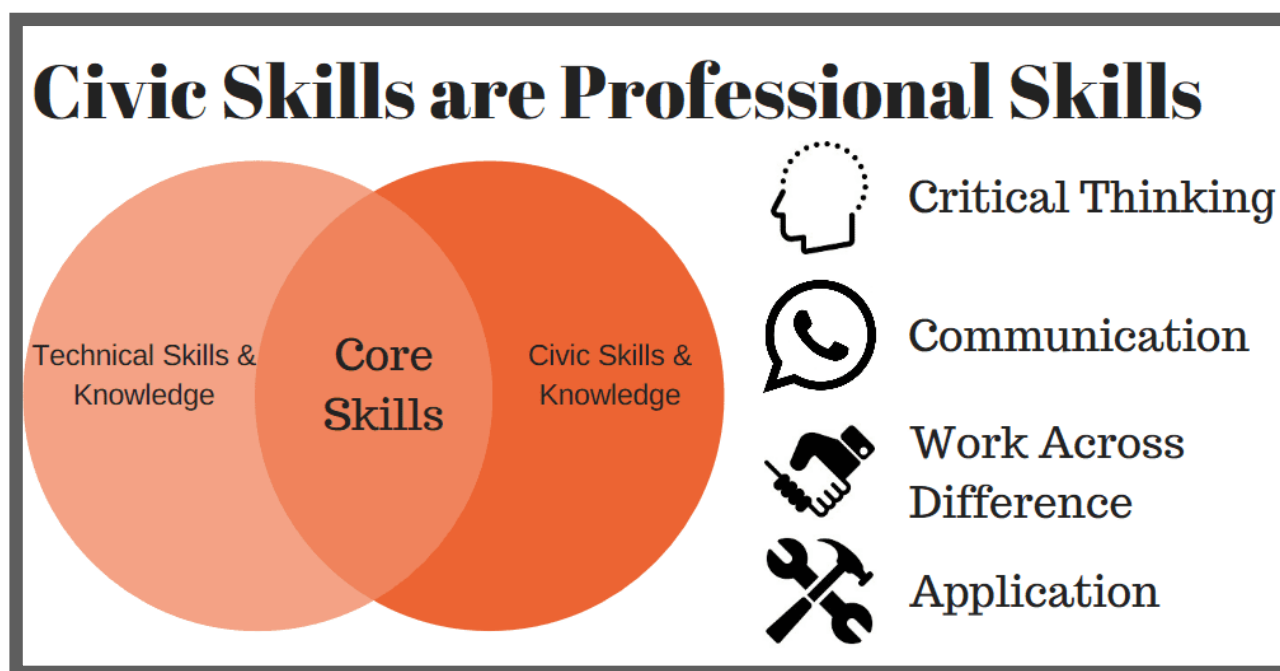 Civic Skills are Professional Skills
Technical Skills &
Knowledge
Core
Skills
Civic Skills &
Knowledge
Critical Thinking
Communication
Work Across
Difference
Application